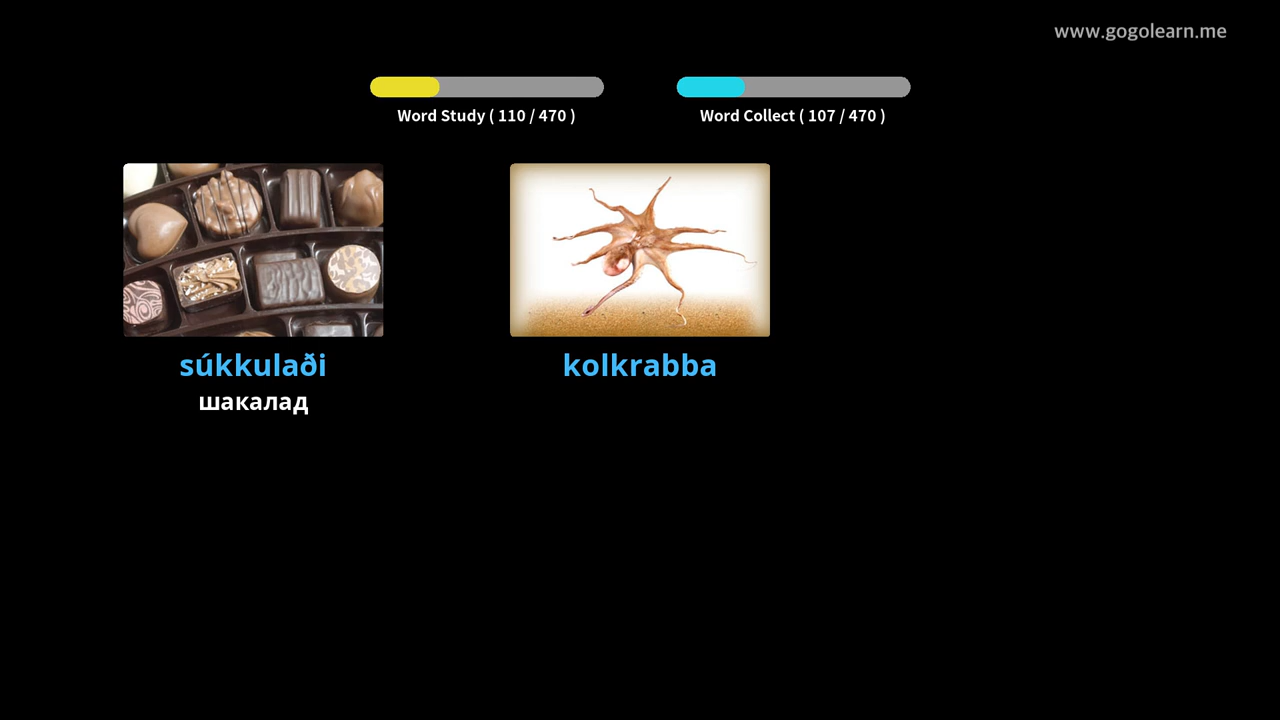 www.gogolearn.me
Word Study ( 110 / 470 )
Word Collect ( 107 / 470 )
súkkulaði
шакалад
kolkrabba